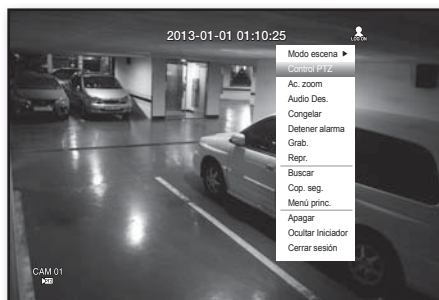 2013-01-01 01:10:25
LOG ON
Modo escena
Control PTZ
Ac. zoom
Audio Des.
Congelar
Detener alarma
Grab.
Repr.
Buscar
Cop. seg.
Menú princ.
Apagar
Ocultar Iniciador
Cerrar sesión
CAM 01